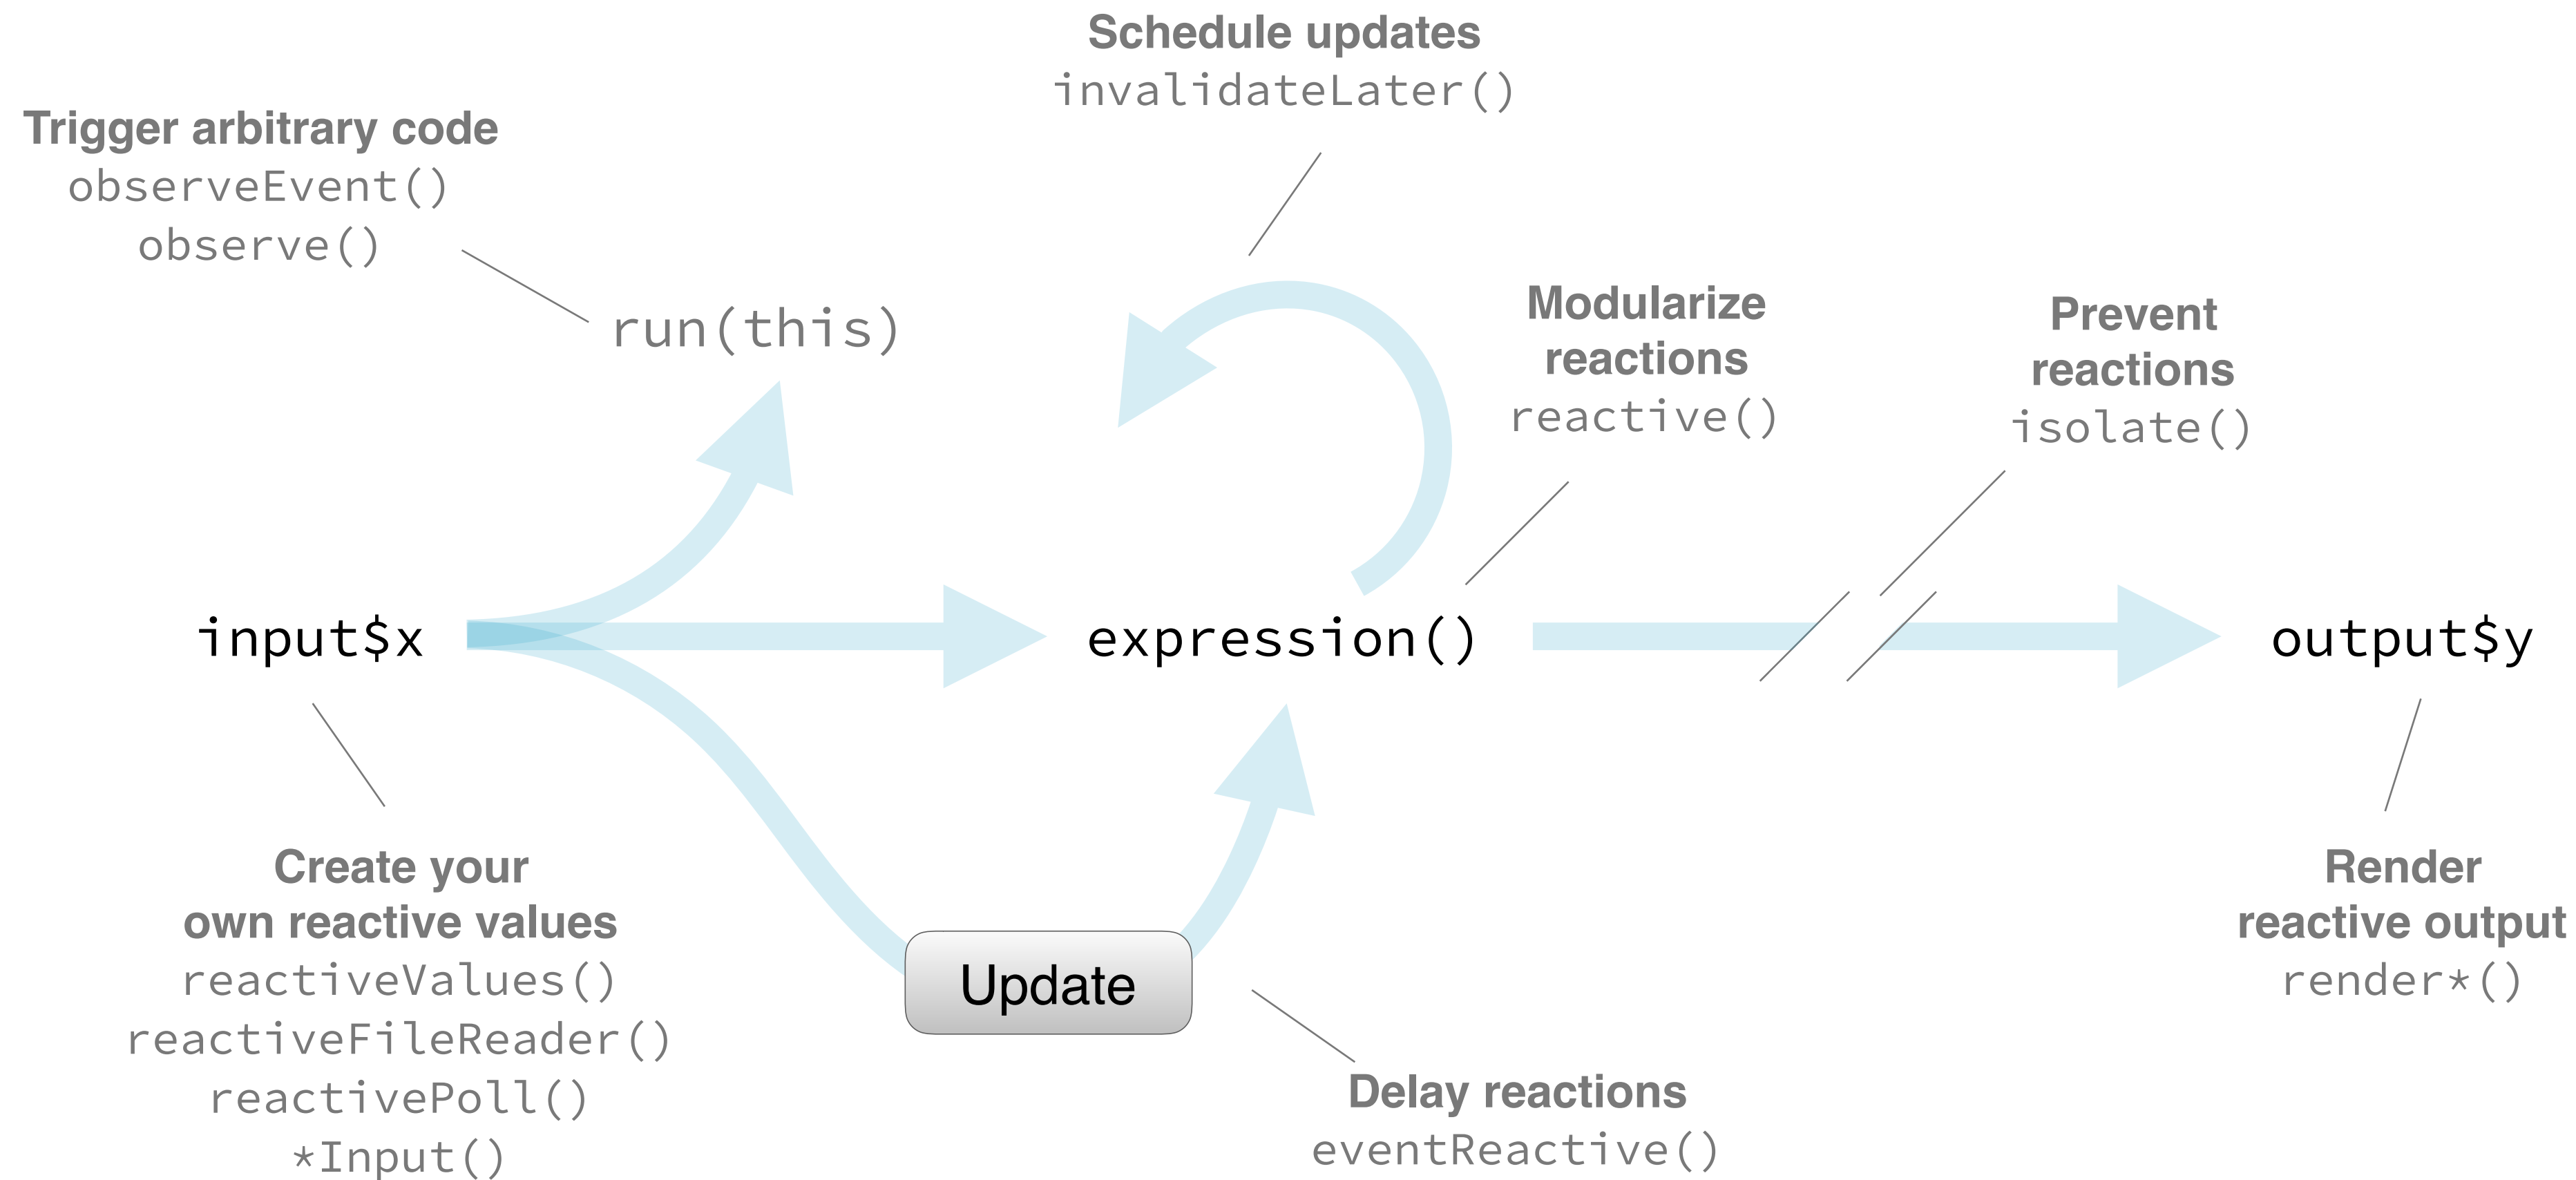 Schedule updates
invalidateLater()
Trigger arbitrary code
observeEvent()
observe()
run(this)
Modularize
reactions
reactive()
Prevent
reactions
isolate()
input$x
expression()
output$y
Create your
own reactive values
reactiveValues()
reactiveFileReader()
reactivePoll()
*Input()
Update
Delay reactions
eventReactive()
Render
reactive output
render*()